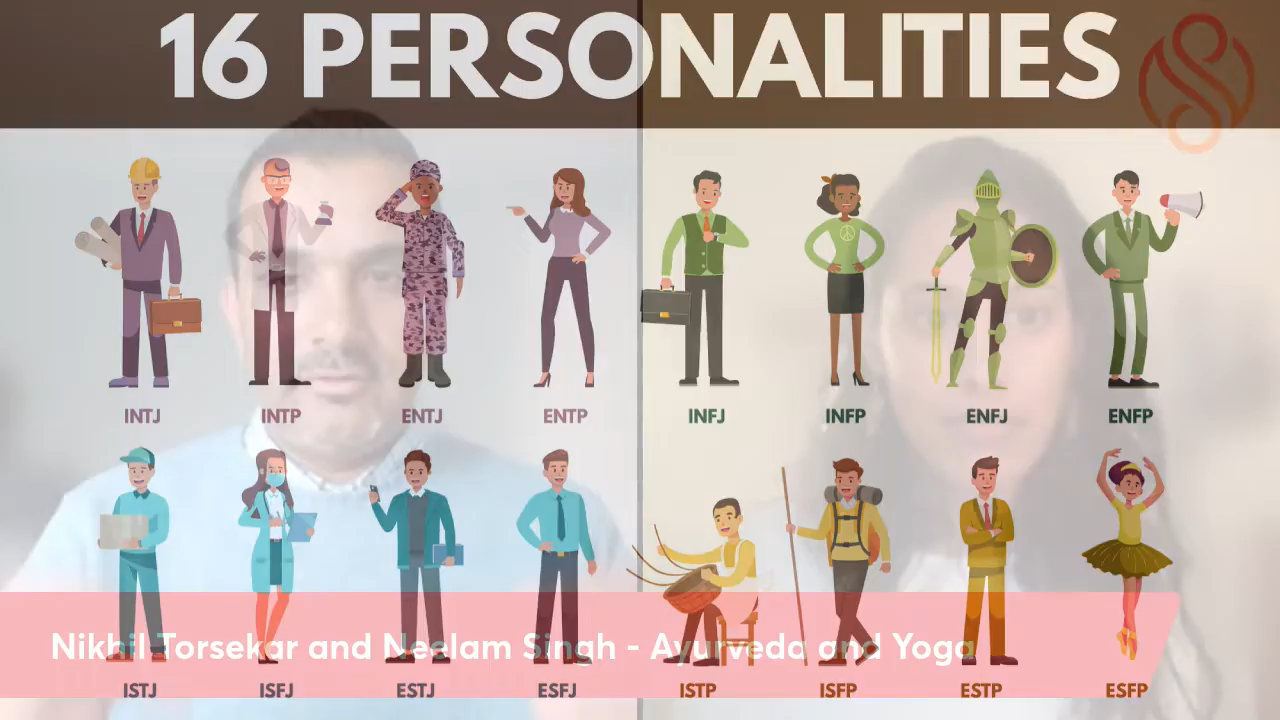 16 PERSONALITIES
INTJ INTP ENTJ ENTP INFJ INFP ENFJ ENFP
Nikhil Torsekar and Neelam Singh - Ayurveda and Yoga
ISTJ ISFJ ESTJ ESFJ ISTP ISFP ESTP ESFP